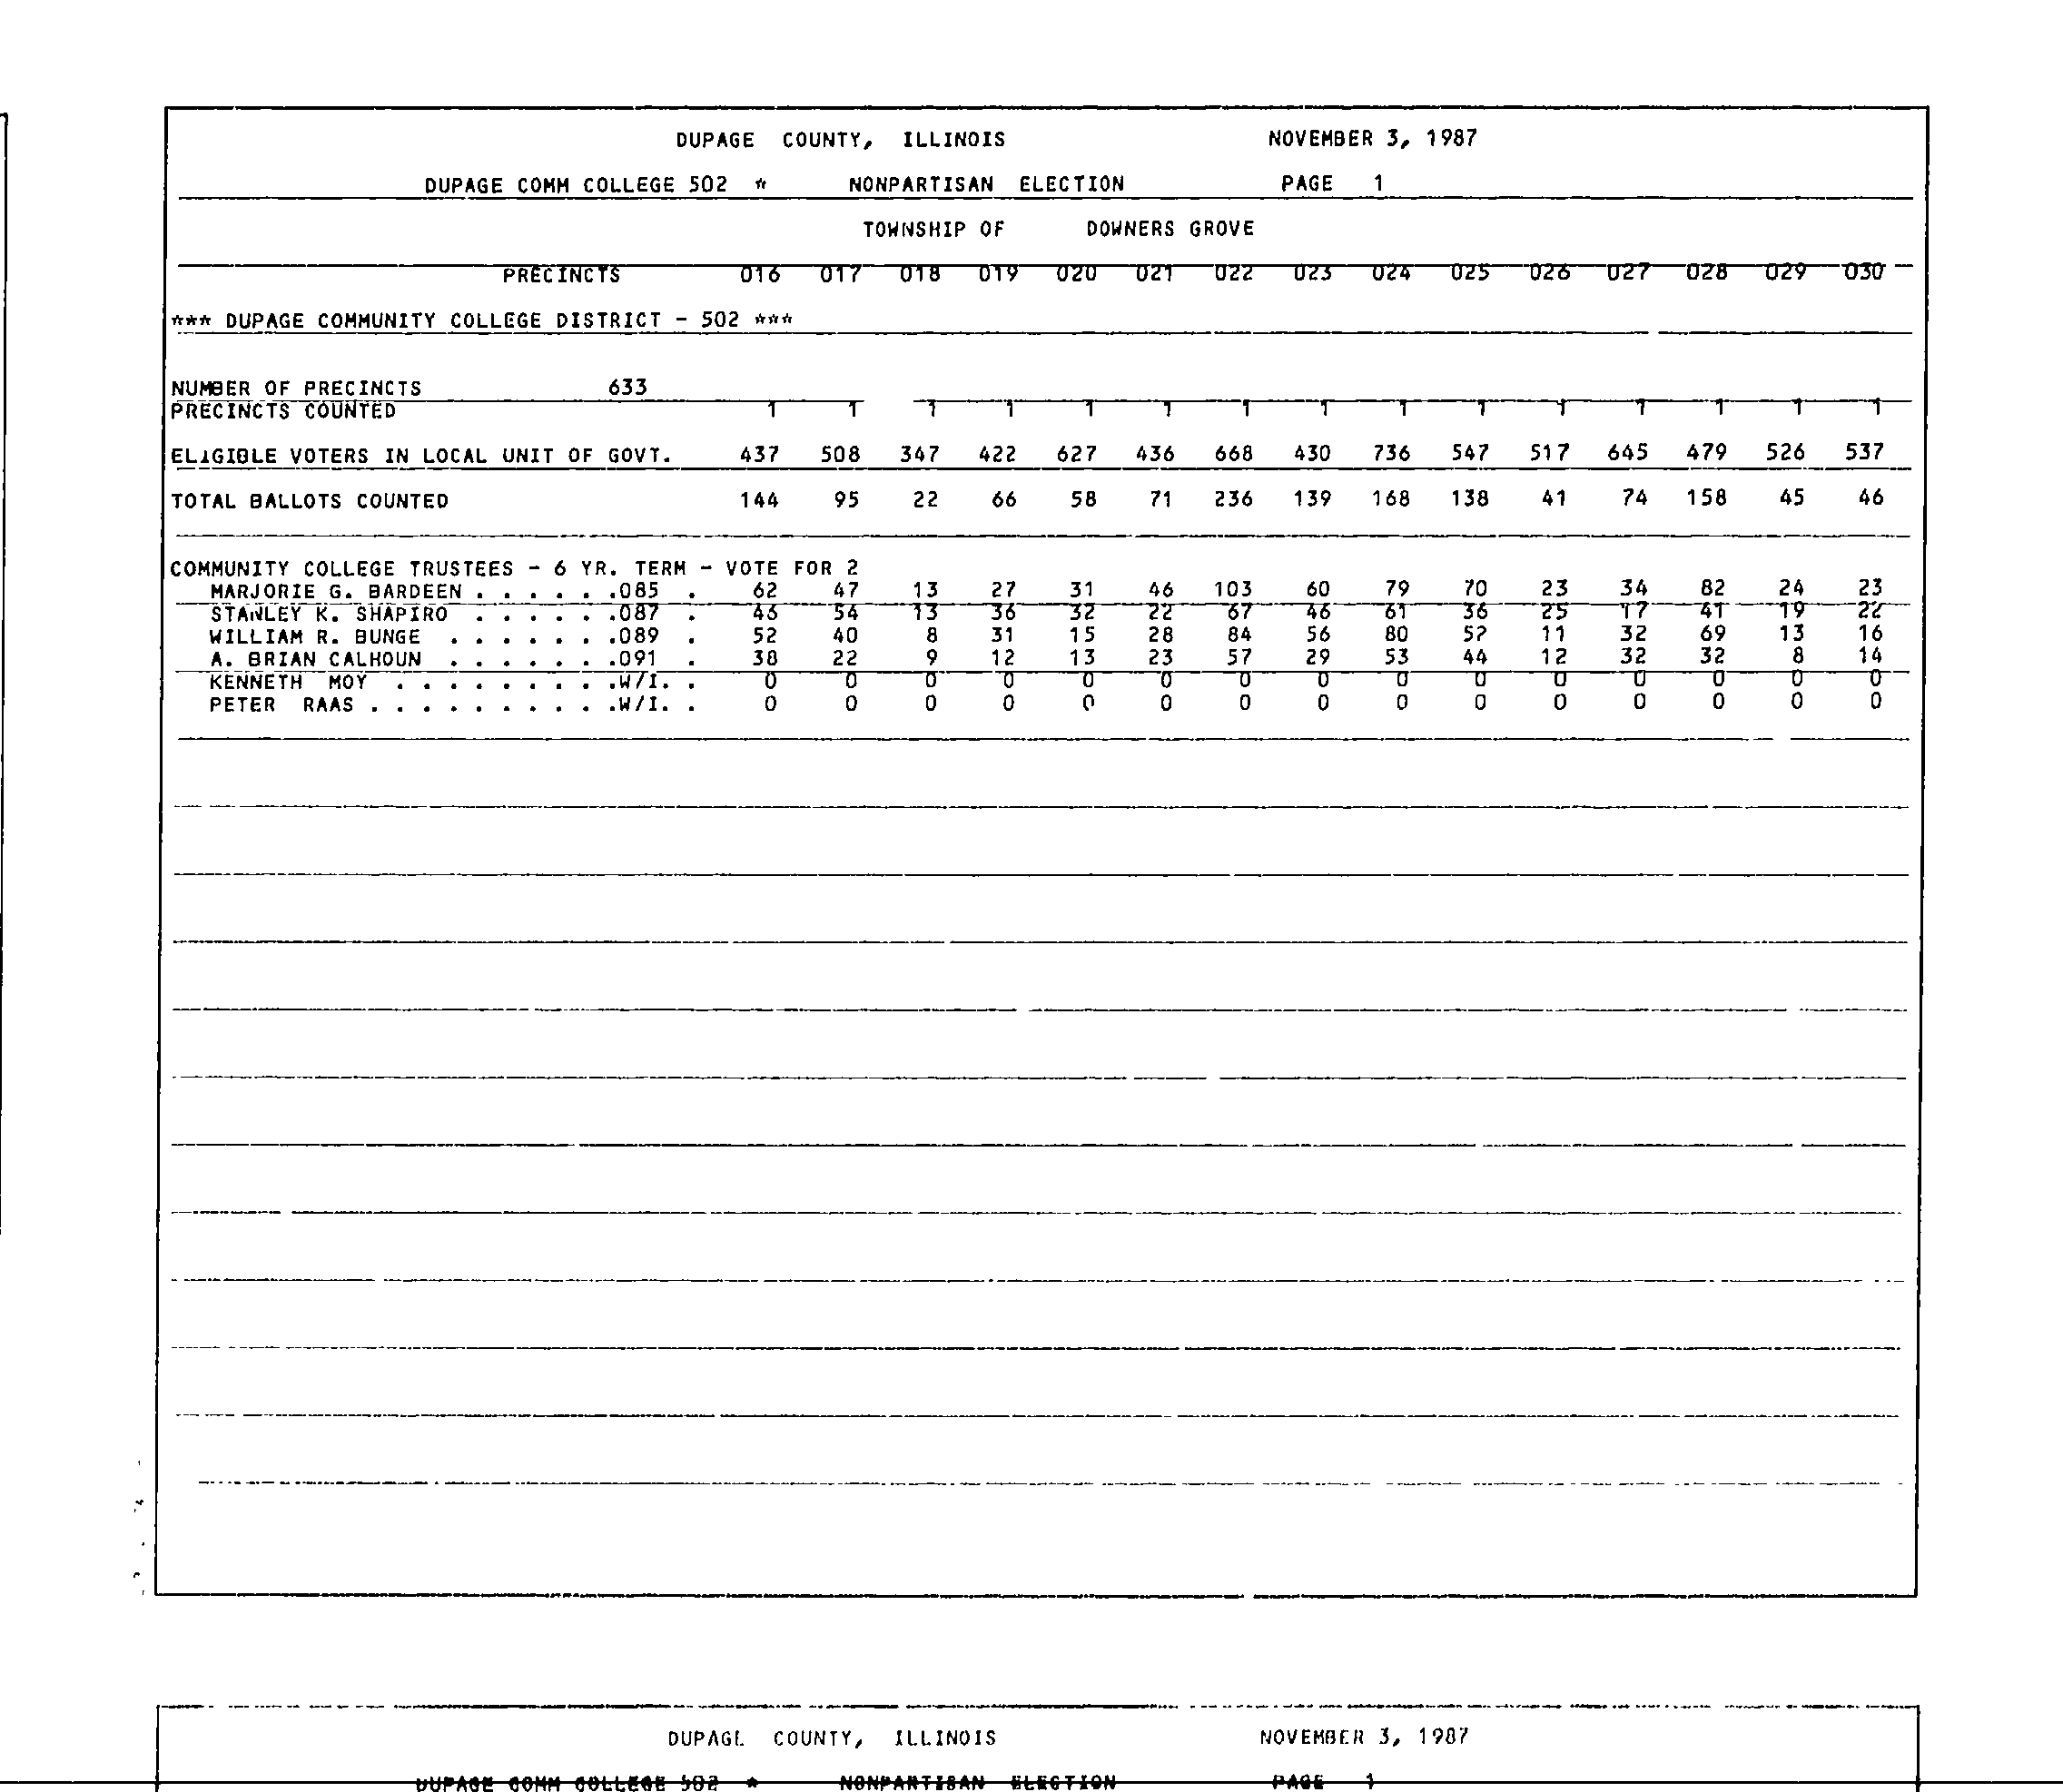 DUPAGE COUNTY, ILLINOIS NOVEMBER 3, 1987
DUPAGE COMM COLLEGE 502 * NONPARTISAN ELECTION PAGE 1
TOWNSHIP OF DOWNERS GROVE
PRECINCTS 016 017 018 019 020 021 022 023 024 025 026 027 028 029 030
*** DUPAGE COMMUNITY COLLEGE DISTRICT - 502 ***
NUMBER OF PRECINCTS 633
PRECINCTS COUNTED 1 1 1 1 1 1 1 1 1 1 1 1 1 1 1
ELIGIBLE VOTERS IN LOCAL UNIT OF GOVT. 437 508 347 422 627 436 668 430 736 547 517 645 479 526 537
TOTAL BALLOTS COUNTED 144 95 22 66 58 71 236 139 168 138 41 74 158 45 46
COMMUNITY COLLEGE TRUSTEES - 6 YR. TERM - VOTE FOR 2
MARJORIE G. BARDEEN . . . . . .085 . 62 47 13 27 31 46 103 60 79 70 23 34 82 24 23
STANLEY K. SHAPIRO . . . . . .087 . 46 54 13 36 32 22 67 46 61 36 25 17 41 19 22
WILLIAM R. BUNGE . . . . . . .089 . 52 40 8 31 15 28 84 56 80 52 11 32 69 13 16
A. BRIAN CALHOUN . . . . . . .091 . 38 22 9 12 13 23 57 29 53 44 12 32 32 8 14
KENNETH MOY . . . . . . . . .W/I. . 0 0 0 0 0 0 0 0 0 0 0 0 0 0 0
PETER RAAS . . . . . . . . . .W/I. . 0 0 0 0 0 0 0 0 0 0 0 0 0 0 0
DUPAGE COUNTY, ILLINOIS NOVEMBER 3, 1987
DUPAGE COMM COLLEGE 502 * NONPARTISAN ELECTION PAGE 1